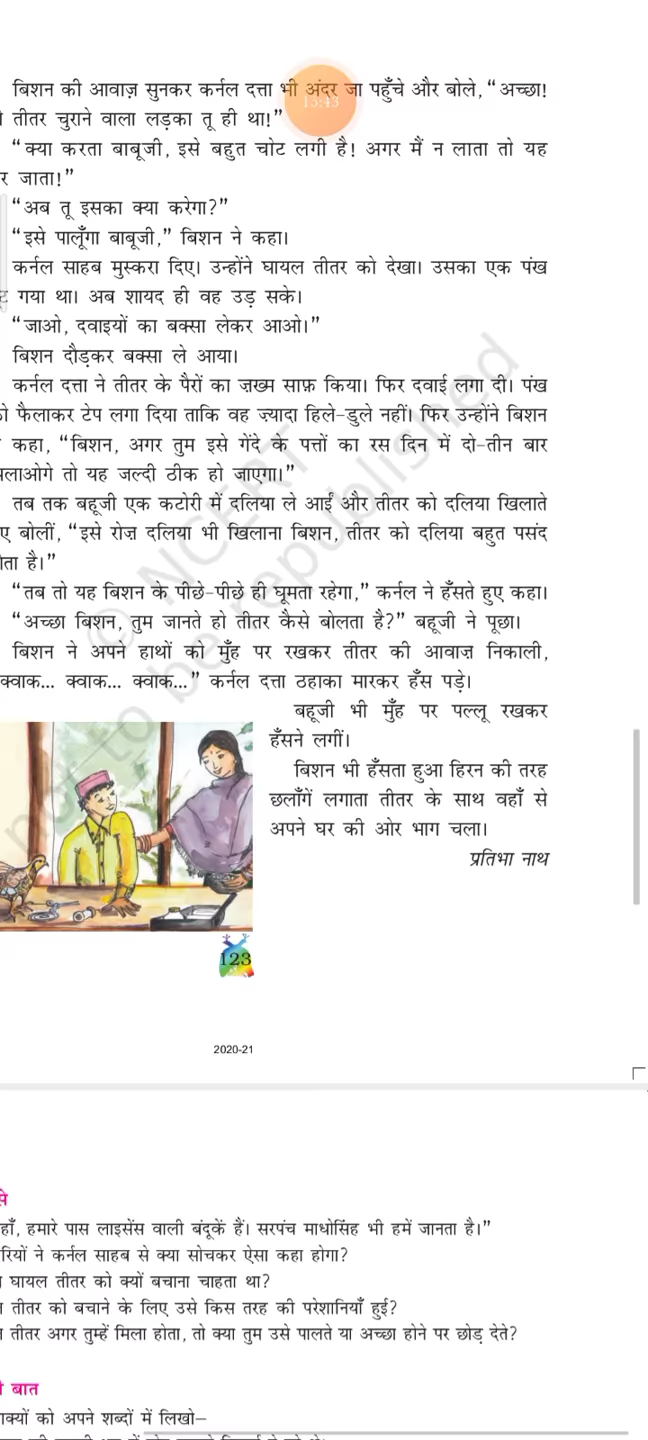 बिशन की आवाज़ सुनकर कर्नल दत्ता भी अंदर जा पहुँचे और बोले, “अच्छा!
तीतर चुराने वाला लड़का तू ही था!”
“क्या करता बाबूजी, इसे बहुत चोट लगी है! अगर मैं न लाता तो यह
र जाता!”
“अब तू इसका क्या करेगा?”
“इसे पालूँगा बाबूजी,” बिशन ने कहा।
कर्नल साहब मुस्करा दिए। उन्होंने घायल तीतर को देखा। उसका एक पंख
गया था। अब शायद ही वह उड़ सके।
“जाओ, दवाइयों का बक्सा लेकर आओ।”
बिशन दौड़कर बक्सा ले आया।
कर्नल दत्ता ने तीतर के पैरों का ज़ख्म साफ़ किया। फिर दवाई लगा दी। पंख
को फैलाकर टेप लगा दिया ताकि वह ज़्यादा हिले-डुले नहीं। फिर उन्होंने बिशन
कहा, “बिशन, अगर तुम इसे गेंदे के पत्तों का रस दिन में दो-तीन बार
पलाओगे तो यह जल्दी ठीक हो जाएगा।”
तब तक बहूजी एक कटोरी में दलिया ले आईं और तीतर को दलिया खिलाते
ए बोलीं, “इसे रोज़ दलिया भी खिलाना बिशन, तीतर को दलिया बहुत पसंद
ता है।”
“तब तो यह बिशन के पीछे-पीछे ही घूमता रहेगा,” कर्नल ने हँसते हुए कहा।
“अच्छा बिशन, तुम जानते हो तीतर कैसे बोलता है?” बहूजी ने पूछा।
बिशन ने अपने हाथों को मुँह पर रखकर तीतर की आवाज़ निकाली,
क्वाक... क्वाक... क्वाक...” कर्नल दत्ता ठहाका मारकर हँस पड़े।
बहूजी भी मुँह पर पल्लू रखकर
हँसने लगीं।
बिशन भी हँसता हुआ हिरन की तरह
छलाँगें लगाता तीतर के साथ वहाँ से
अपने घर की ओर भाग चला।
प्रतिभा नाथ
123
2020-21
से
हाँ, हमारे पास लाइसेंस वाली बंदूकें हैं। सरपंच माधोसिंह भी हमें जानता है।”
रियों ने कर्नल साहब से क्या सोचकर ऐसा कहा होगा?
घायल तीतर को क्यों बचाना चाहता था?
तीतर को बचाने के लिए उसे किस तरह की परेशानियाँ हुई?
तीतर अगर तुम्हें मिला होता, तो क्या तुम उसे पालते या अच्छा होने पर छोड़ देते?
बात
क्यों को अपने शब्दों में लिखो–
© NCERT
not to be republished
13:43